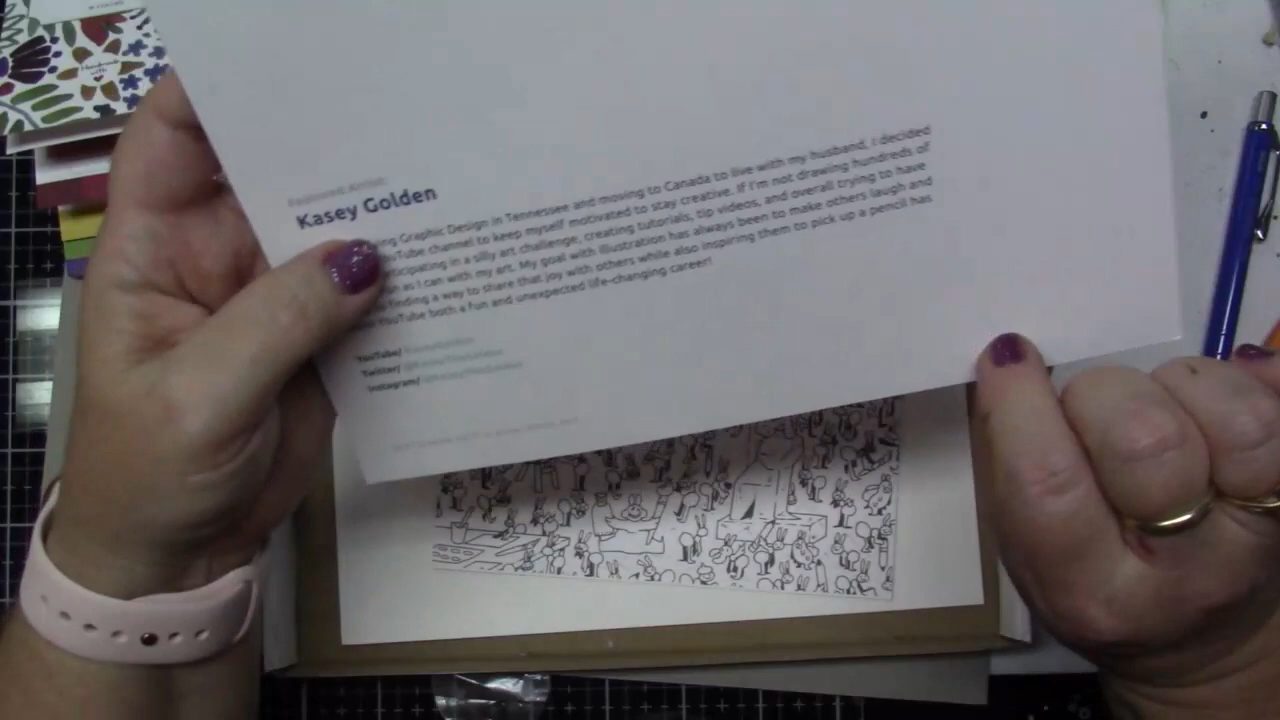 Featured Artist:
Kasey Golden
ing Graphic Design in Tennessee and moving to Canada to live with my husband, I decided
uTube channel to keep myself motivated to stay creative. If I'm not drawing hundreds of
ticipating in a silly art challenge, creating tutorials, tip videos, and overall trying to have
as I can with my art. My goal with illustration has always been to make others laugh and
finding a way to share that joy with others while also inspiring them to pick up a pencil has
YouTube both a fun and unexpected life-changing career!
YouTube/
Twitter/
Instagram/